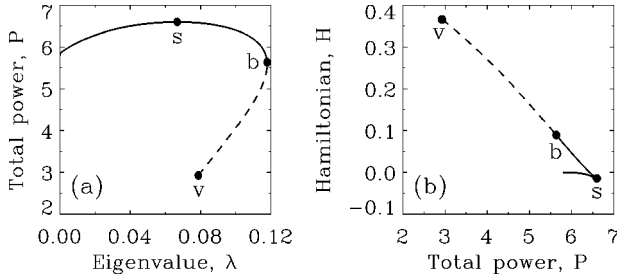 7
6
5
4
3
2
Total power, P
s
b
v
(a)
0.00 0.04 0.08 0.12
Eigenvalue, λ
0.4
0.3
0.2
0.1
0.0
-0.1
Hamiltonian, H
v
b
s
(b)
2 3 4 5 6 7
Total power, P